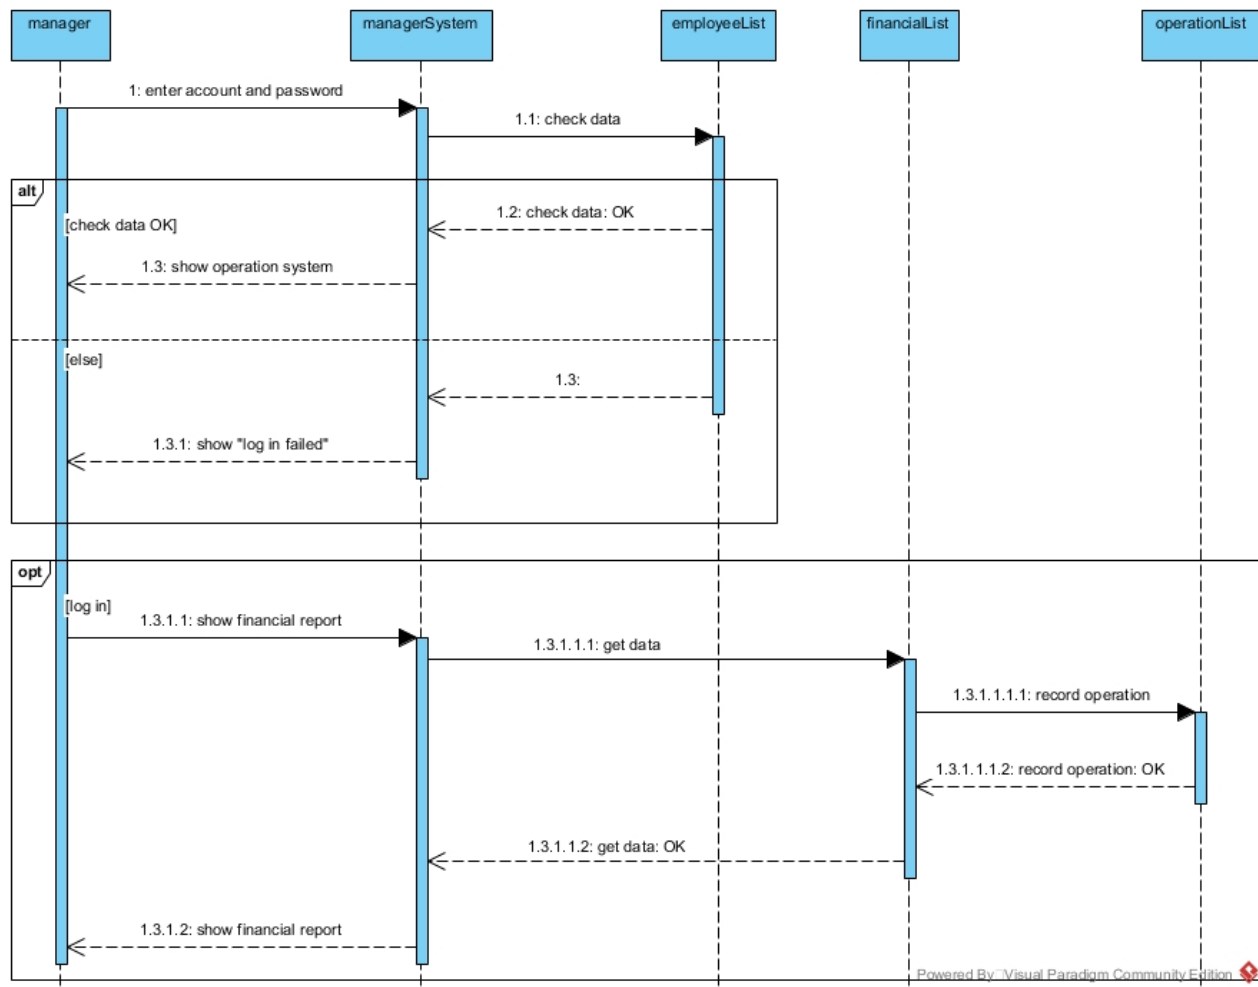 manager
managerSystem
employeeList
financialList
operationList
1: enter account and password
1.1: check data
alt
1.2: check data: OK
[check data OK]
1.3: show operation system
[else]
1.3:
1.3.1: show "log in failed"
opt
[log in]
1.3.1.1: show financial report
1.3.1.1.1: get data
1.3.1.1.1.1: record operation
1.3.1.1.1.2: record operation: OK
1.3.1.1.2: get data: OK
1.3.1.2: show financial report
Powered By Visual Paradigm Community Edition